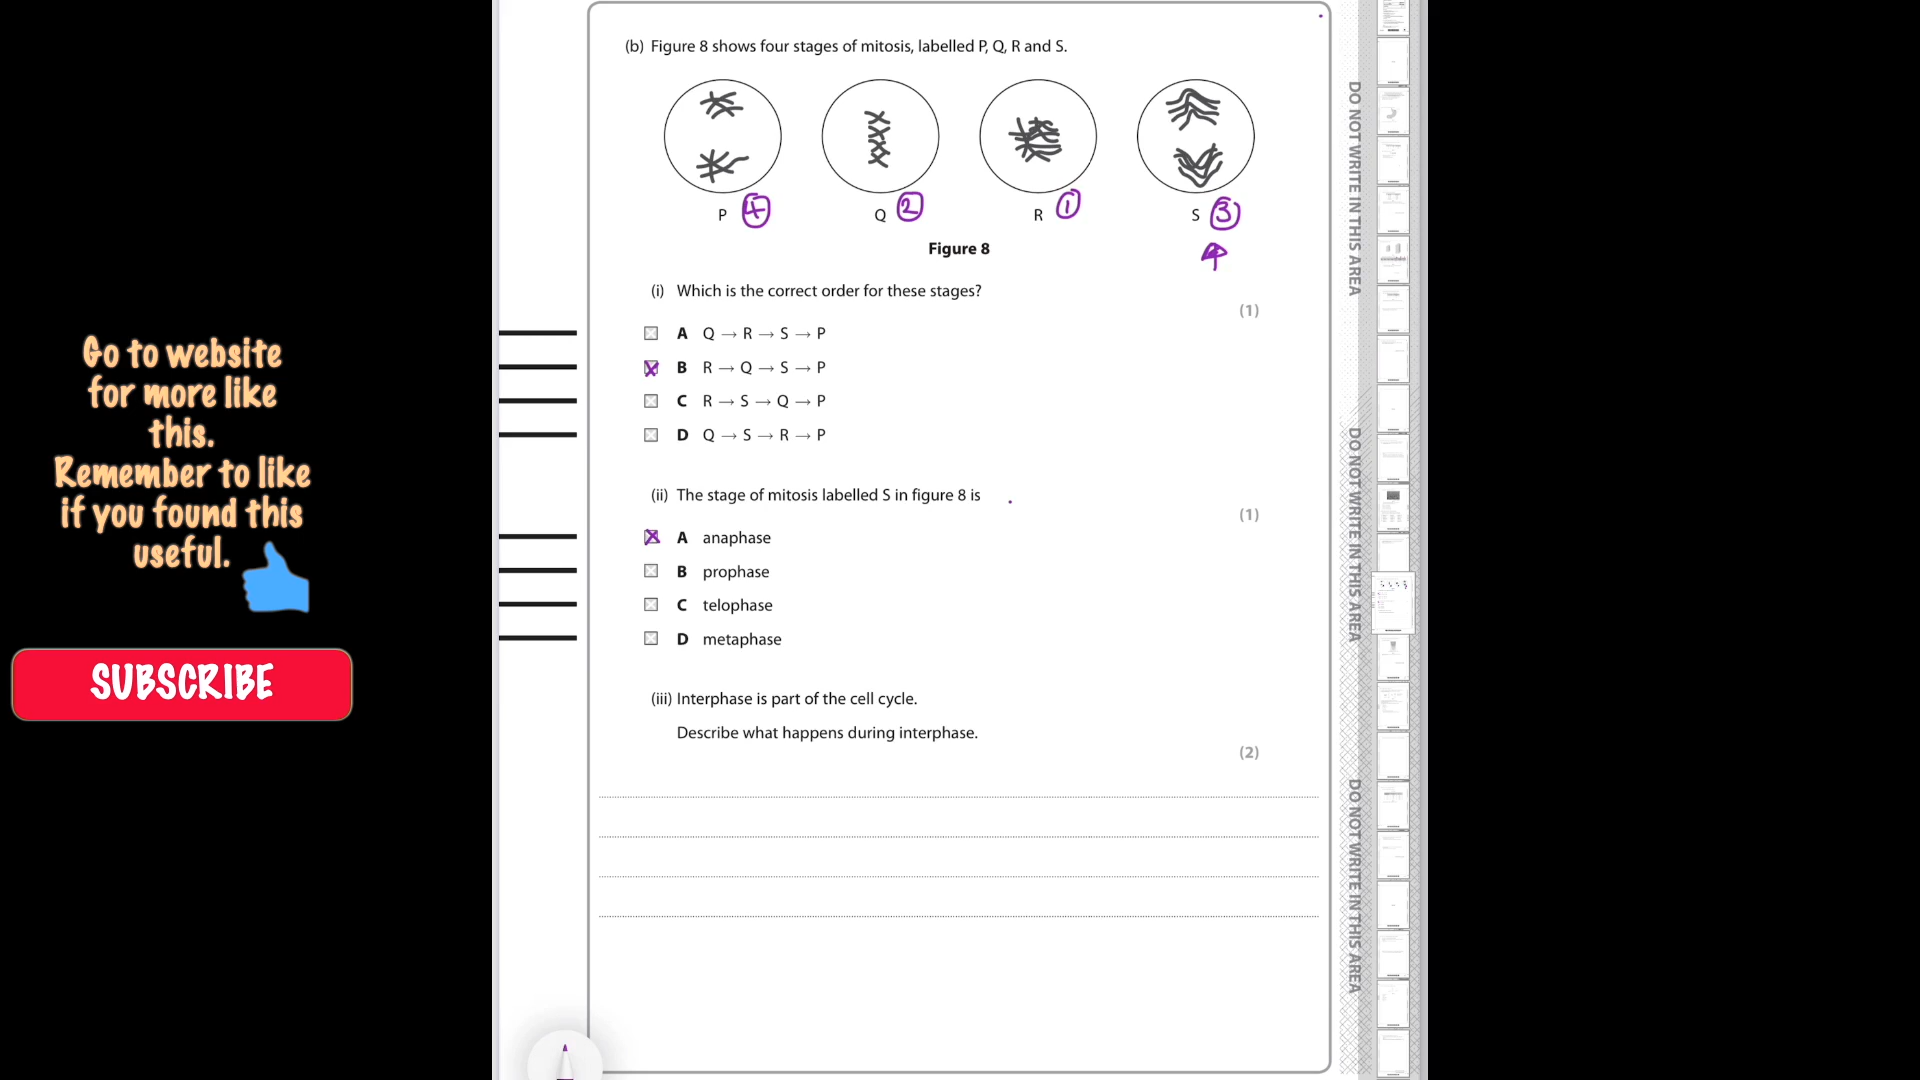 (b) Figure 8 shows four stages of mitosis, labelled P, Q, R and S.
P 4 Q 2 R 1 S 3
Figure 8
(i) Which is the correct order for these stages?
(1)
A Q → R → S → P
B R → Q → S → P
C R → S → Q → P
D Q → S → R → P
(ii) The stage of mitosis labelled S in figure 8 is
(1)
A anaphase
B prophase
C telophase
D metaphase
(iii) Interphase is part of the cell cycle.
Describe what happens during interphase.
(2)
Go to website
for more like
this.
Remember to like
if you found this
useful.
SUBSCRIBE
DO NOT WRITE IN THIS AREA
DO NOT WRITE IN THIS AREA
DO NOT WRITE IN THIS AREA